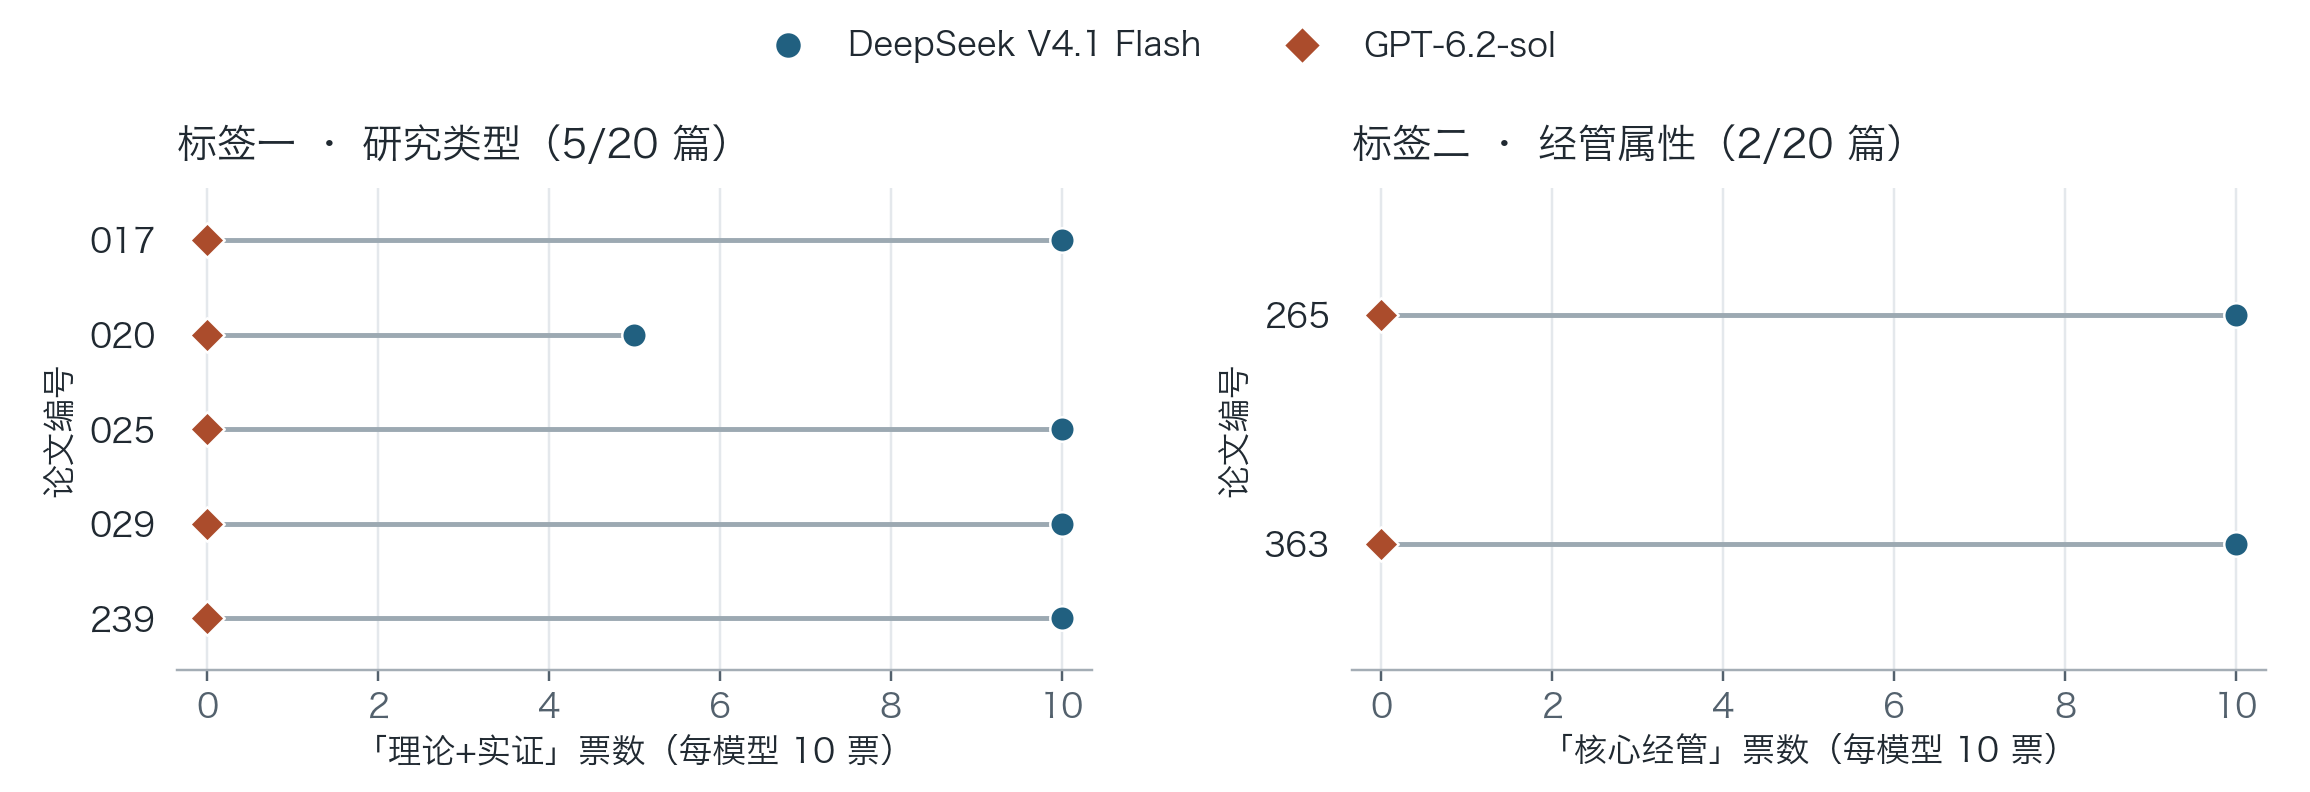 DeepSeek V4.1 Flash
GPT-6.2-sol
标签一 · 研究类型（5/20 篇）
论文编号
017
020
025
029
239
0 2 4 6 8 10
「理论+实证」票数（每模型 10 票）
标签二 · 经管属性（2/20 篇）
论文编号
265
363
0 2 4 6 8 10
「核心经管」票数（每模型 10 票）